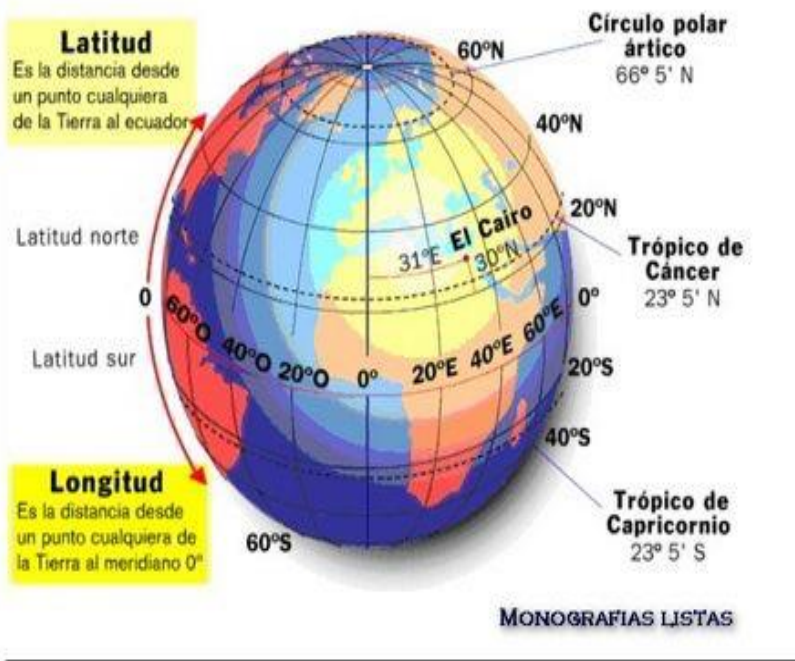 Latitud
Es la distancia desde
un punto cualquiera
de la Tierra al ecuador
Latitud norte
0
Latitud sur
Longitud
Es la distancia desde
un punto cualquiera de
la Tierra al meridiano 0º
60ºN
40ºN
20ºN
0º
20ºS
40ºS
60ºS
El Cairo
31ºE
30ºN
60ºO
40ºO
20ºO
0º
20ºE
40ºE
60ºE
Círculo polar
ártico
66º 5' N
Trópico de
Cáncer
23º 5' N
Trópico de
Capricornio
23º 5' S
MONOGRAFIAS LISTAS